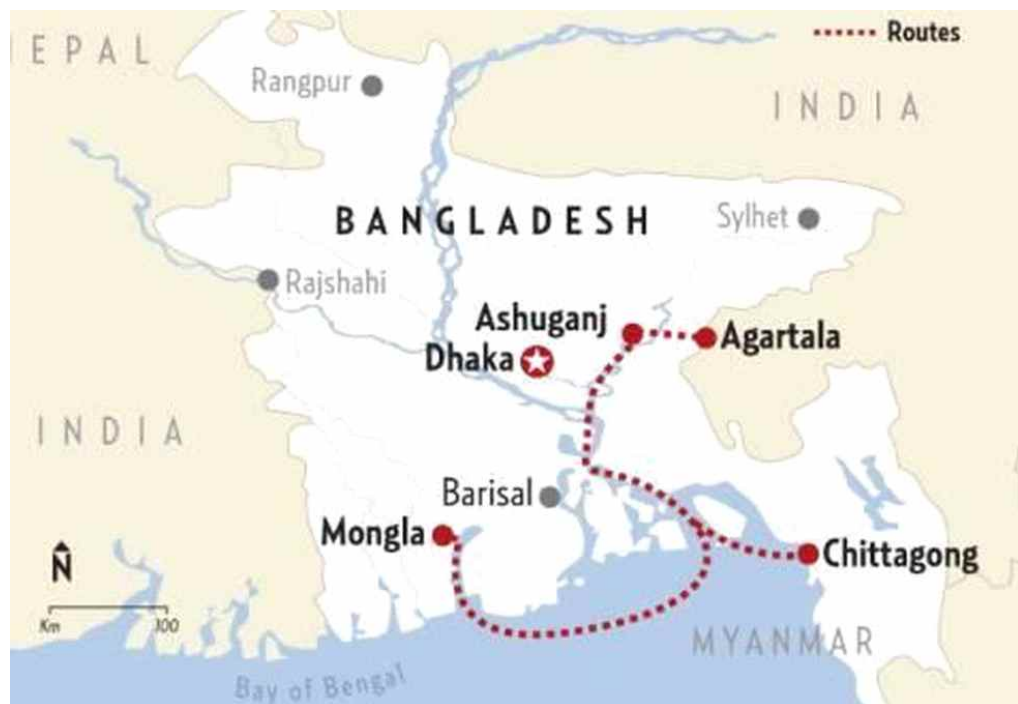 Routes
EPAL
Rangpur
INDIA
BANGLADESH
Sylhet
Rajshahi
Ashuganj
Agartala
Dhaka
INDIA
Barisal
Mongla
Chittagong
N
Km 100
MYANMAR
Bay of Bengal